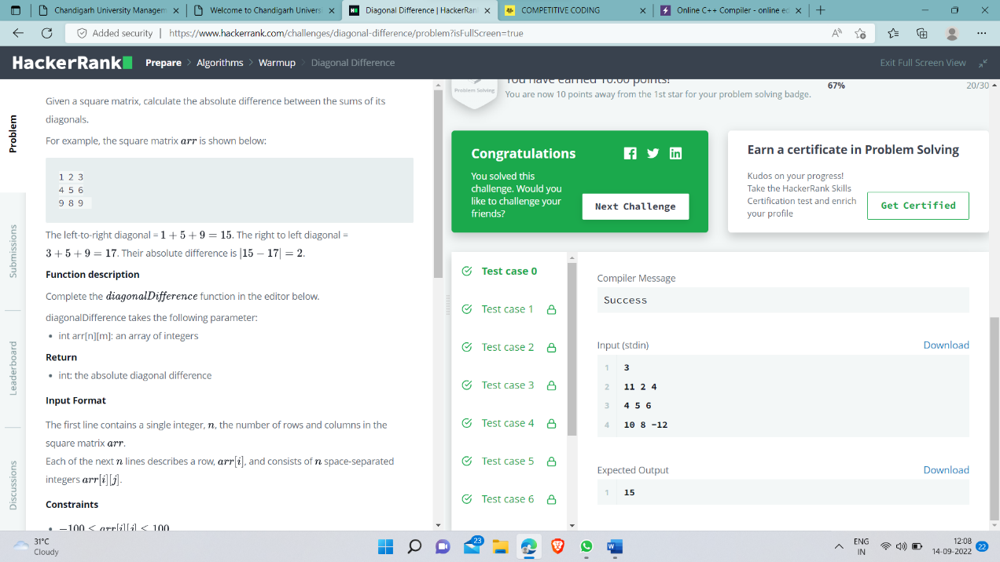 Chandigarh University Managem
Welcome to Chandigarh Universi
Diagonal Difference | HackerRan
COMPETITIVE CODING
Online C++ Compiler - online ed
Added security
https://www.hackerrank.com/challenges/diagonal-difference/problem?isFullScreen=true
HackerRank
Prepare > Algorithms > Warmup > Diagonal Difference
Exit Full Screen View
Problem
Submissions
Leaderboard
Discussions
Given a square matrix, calculate the absolute difference between the sums of its
diagonals.
For example, the square matrix arr is shown below:
1 2 3
4 5 6
9 8 9
The left-to-right diagonal = 1 + 5 + 9 = 15. The right to left diagonal =
3 + 5 + 9 = 17. Their absolute difference is |15 − 17| = 2.
Function description
Complete the diagonalDifference function in the editor below.
diagonalDifference takes the following parameter:
• int arr[n][m]: an array of integers
Return
• int: the absolute diagonal difference
Input Format
The first line contains a single integer, n, the number of rows and columns in the
square matrix arr.
Each of the next n lines describes a row, arr[i], and consists of n space-separated
integers arr[i][j].
Constraints
• −100 ≤ arr[i][j] ≤ 100
Problem Solving
You have earned 10.00 points!
You are now 10 points away from the 1st star for your problem solving badge.
67%
20/30
Congratulations
You solved this
challenge. Would you
like to challenge your
friends?
Next Challenge
Earn a certificate in Problem Solving
Kudos on your progress!
Take the HackerRank Skills
Certification test and enrich
your profile
Get Certified
Test case 0
Test case 1
Test case 2
Test case 3
Test case 4
Test case 5
Test case 6
Compiler Message
Success
Input (stdin)
Download
1 3
2 11 2 4
3 4 5 6
4 10 8 -12
Expected Output
Download
1 15
31°C
Cloudy
23
ENG
IN
12:08
14-09-2022
22